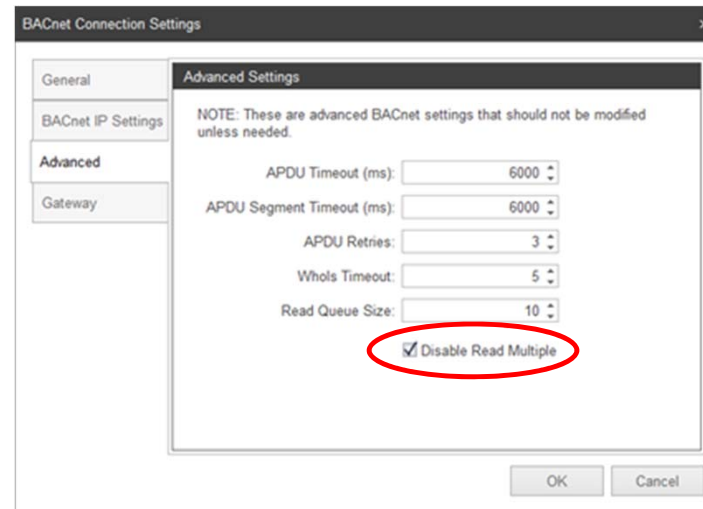 BACnet Connection Settings
General
BACnet IP Settings
Advanced
Gateway
Advanced Settings
NOTE: These are advanced BACnet settings that should not be modified
unless needed.
APDU Timeout (ms): 6000
APDU Segment Timeout (ms): 6000
APDU Retries: 3
WhoIs Timeout: 5
Read Queue Size: 10
Disable Read Multiple
OK Cancel